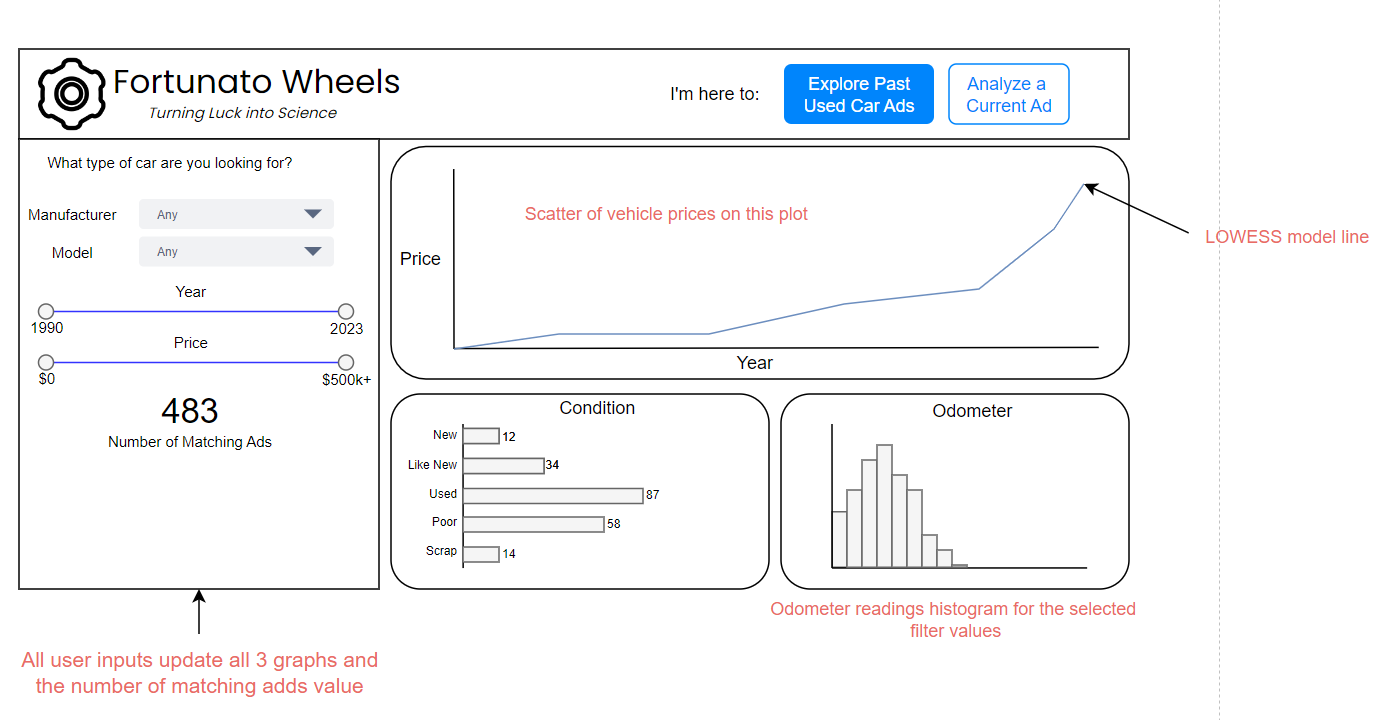 Fortunato Wheels
Turning Luck into Science
I'm here to:
Explore Past
Used Car Ads
Analyze a
Current Ad
What type of car are you looking for?
Manufacturer
Any
Model
Any
Year
1990
2023
Price
$0
$500k+
483
Number of Matching Ads
Scatter of vehicle prices on this plot
Price
Year
LOWESS model line
Condition
New
12
Like New
34
Used
87
Poor
58
Scrap
14
Odometer
Odometer readings histogram for the selected
filter values
All user inputs update all 3 graphs and
the number of matching adds value